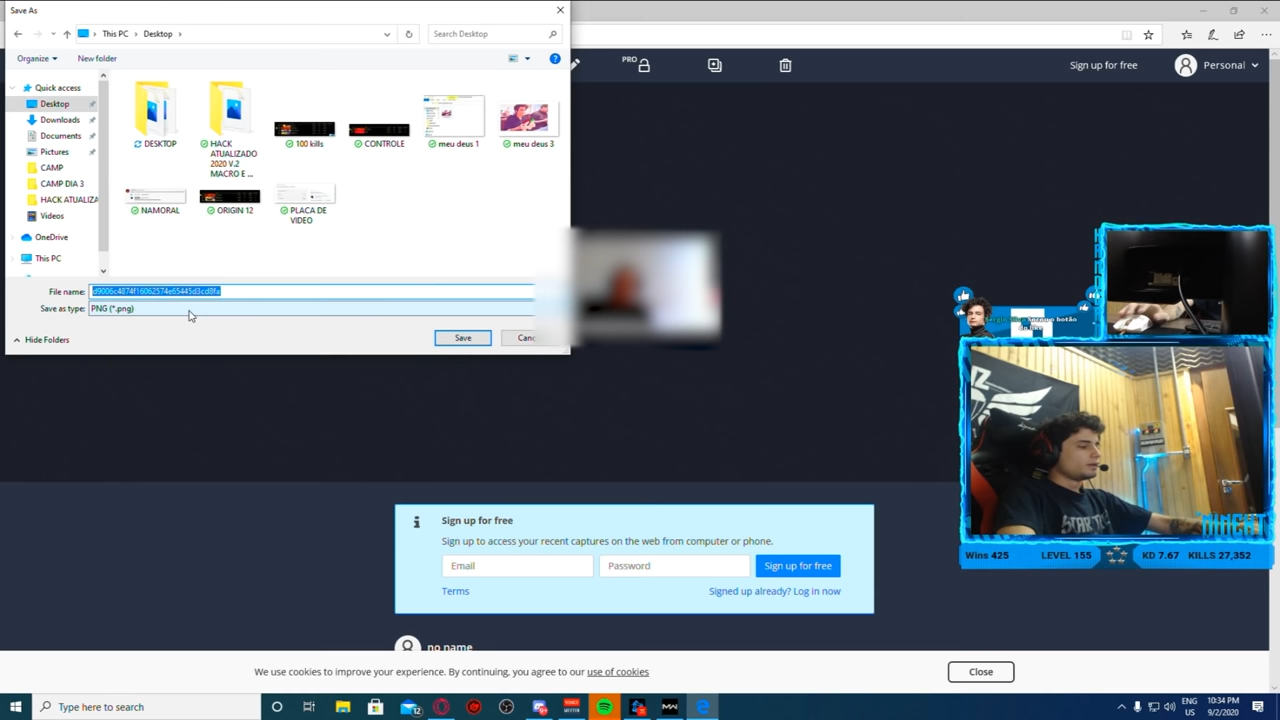 Save As
This PC
Desktop
Search Desktop
PRO
Sign up for free
Personal
Organize
New folder
Quick access
Desktop
Downloads
Documents
Pictures
CAMP
CAMP DIA 3
HACK ATUALIZA
Videos
OneDrive
This PC
DESKTOP
HACK
ATUALIZADO
2020 V.2
MACRO E ...
100 kills
CONTROLE
meu deus 1
meu deus 3
NAMORAL
ORIGIN 12
PLACA DE
VIDEO
File name: d9006c4874f16062574e65445d3cd8fa
Save as type: PNG (*.png)
Hide Folders
Save
Canc
Wins 425
LEVEL 155
KD 7.67
KILLS 27,352
Sign up for free
Sign up to access your recent captures on the web from computer or phone.
Email
Password
Sign up for free
Terms
Signed up already? Log in now
no name
We use cookies to improve your experience. By continuing, you agree to our use of cookies
Close
Type here to search
12
ENG
US
10:34 PM
9/2/2020